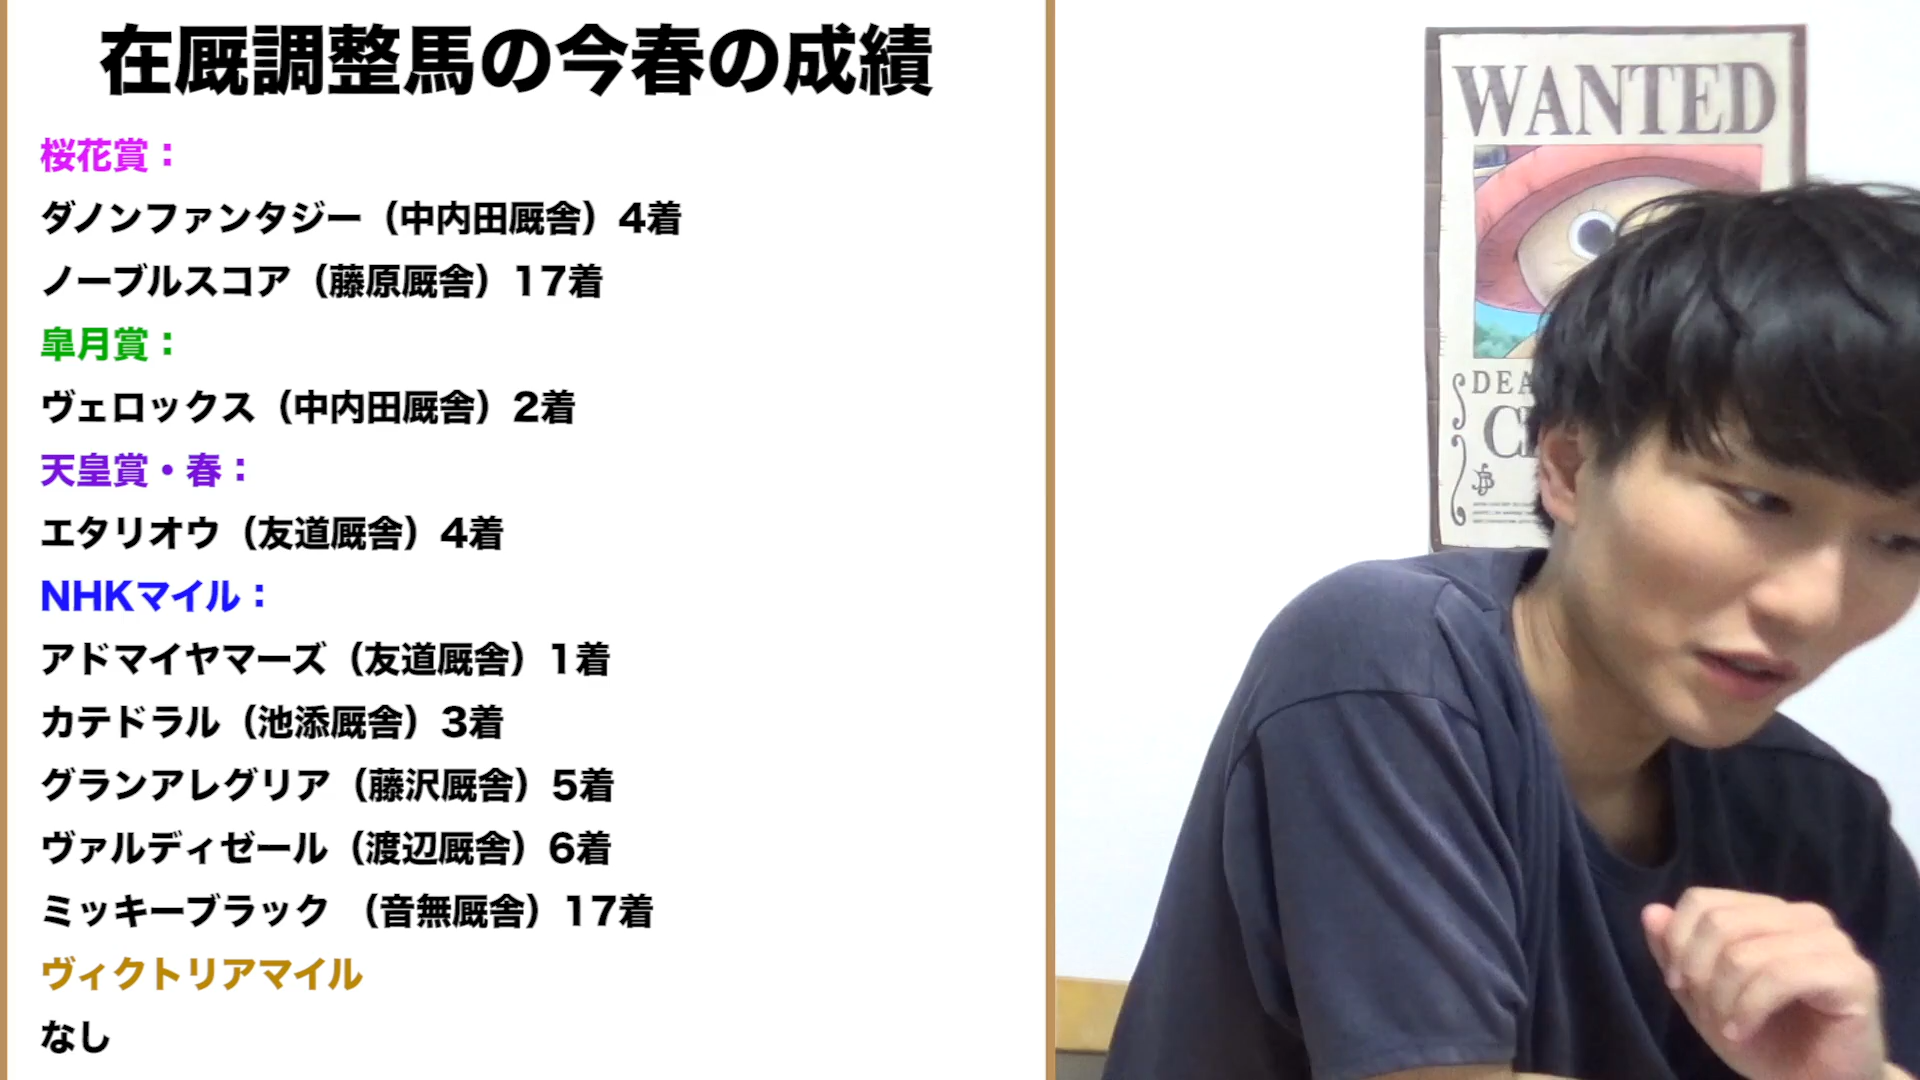 在厩調整馬の今春の成績
桜花賞：
ダノンファンタジー（中内田厩舎）4着
ノーブルスコア（藤原厩舎）17着
皐月賞：
ヴェロックス（中内田厩舎）2着
天皇賞・春：
エタリオウ（友道厩舎）4着
NHKマイル：
アドマイヤマーズ（友道厩舎）1着
カテドラル（池添厩舎）3着
グランアレグリア（藤沢厩舎）5着
ヴァルディゼール（渡辺厩舎）6着
ミッキーブラック （音無厩舎）17着
ヴィクトリアマイル
なし
WANTED